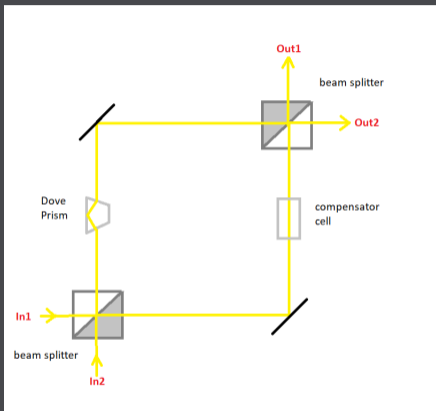 Out1
beam splitter
Out2
Dove
Prism
compensator
cell
In1
beam splitter
In2